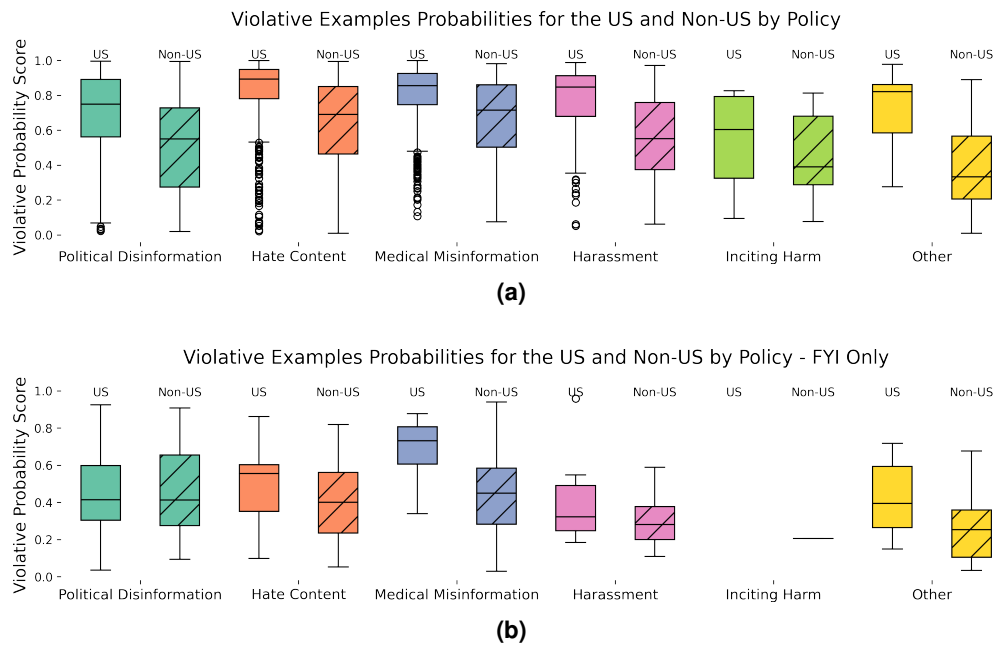 Violative Examples Probabilities for the US and Non-US by Policy
Violative Probability Score
US Non-US US Non-US US Non-US US Non-US US Non-US US Non-US
1.0
0.8
0.6
0.4
0.2
0.0
Political Disinformation Hate Content Medical Misinformation Harassment Inciting Harm Other
(a)
Violative Examples Probabilities for the US and Non-US by Policy - FYI Only
Violative Probability Score
US Non-US US Non-US US Non-US US Non-US US Non-US US Non-US
1.0
0.8
0.6
0.4
0.2
0.0
Political Disinformation Hate Content Medical Misinformation Harassment Inciting Harm Other
(b)